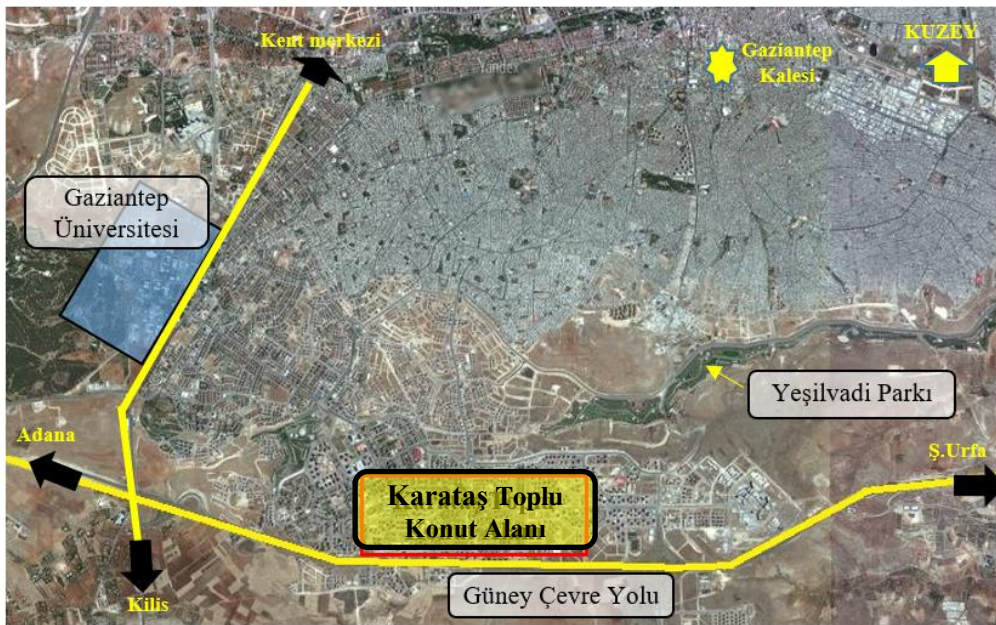 Kent merkezi
Yandex
Gaziantep
Kalesi
KUZEY
Gaziantep
Üniversitesi
Yeşilvadi Parkı
Adana
Ş.Urfa
Karataş Toplu
Konut Alanı
Güney Çevre Yolu
Kilis